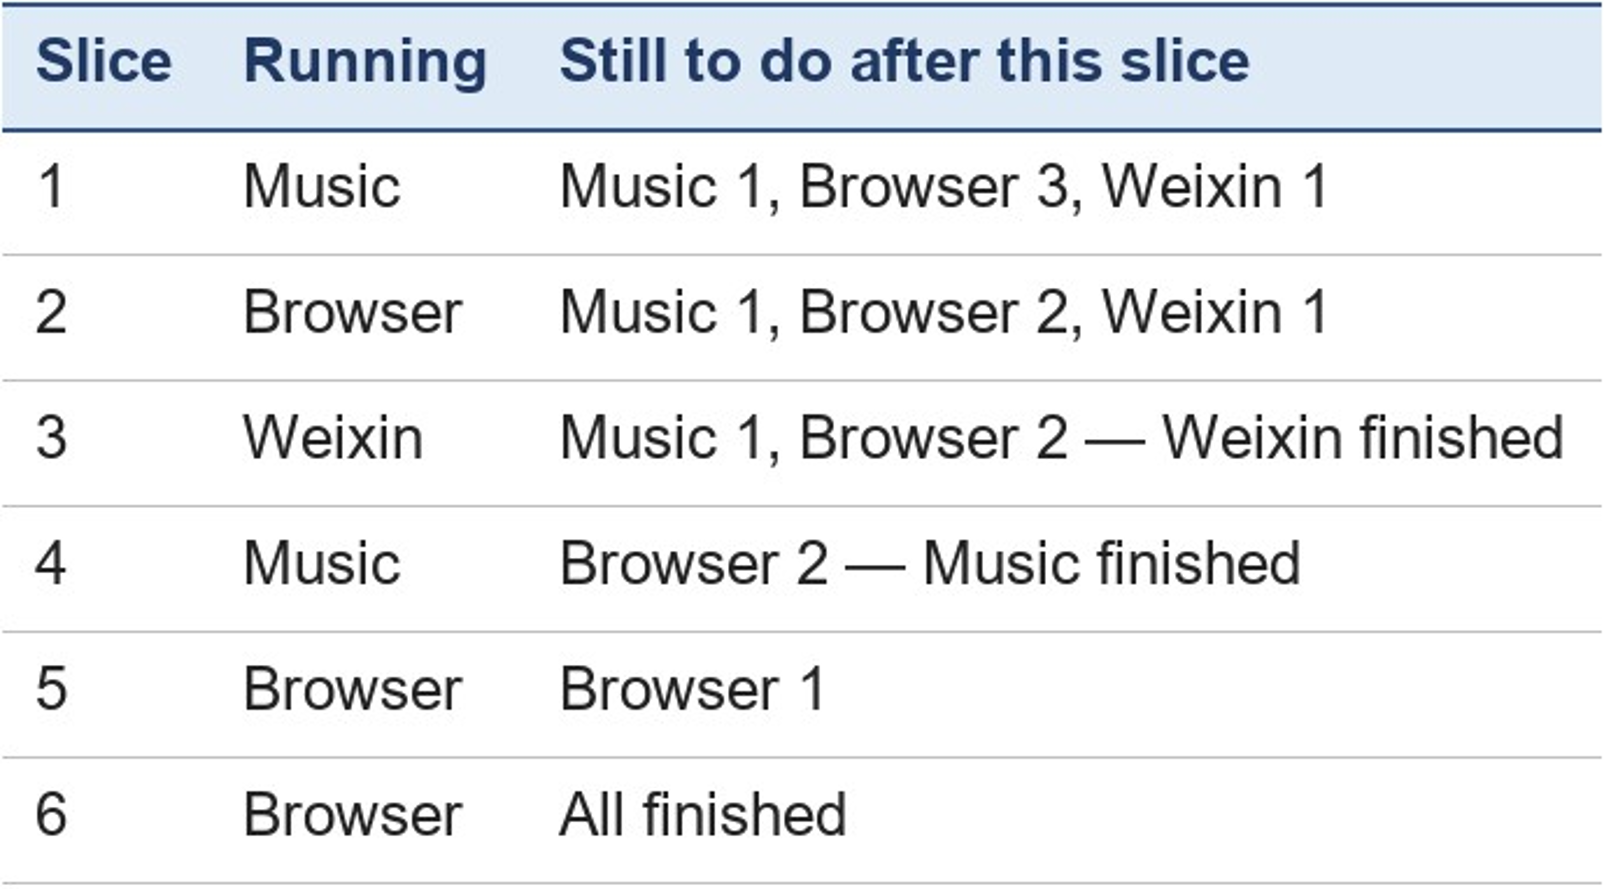 Slice Running Still to do after this slice
1 Music Music 1, Browser 3, Weixin 1
2 Browser Music 1, Browser 2, Weixin 1
3 Weixin Music 1, Browser 2 — Weixin finished
4 Music Browser 2 — Music finished
5 Browser Browser 1
6 Browser All finished